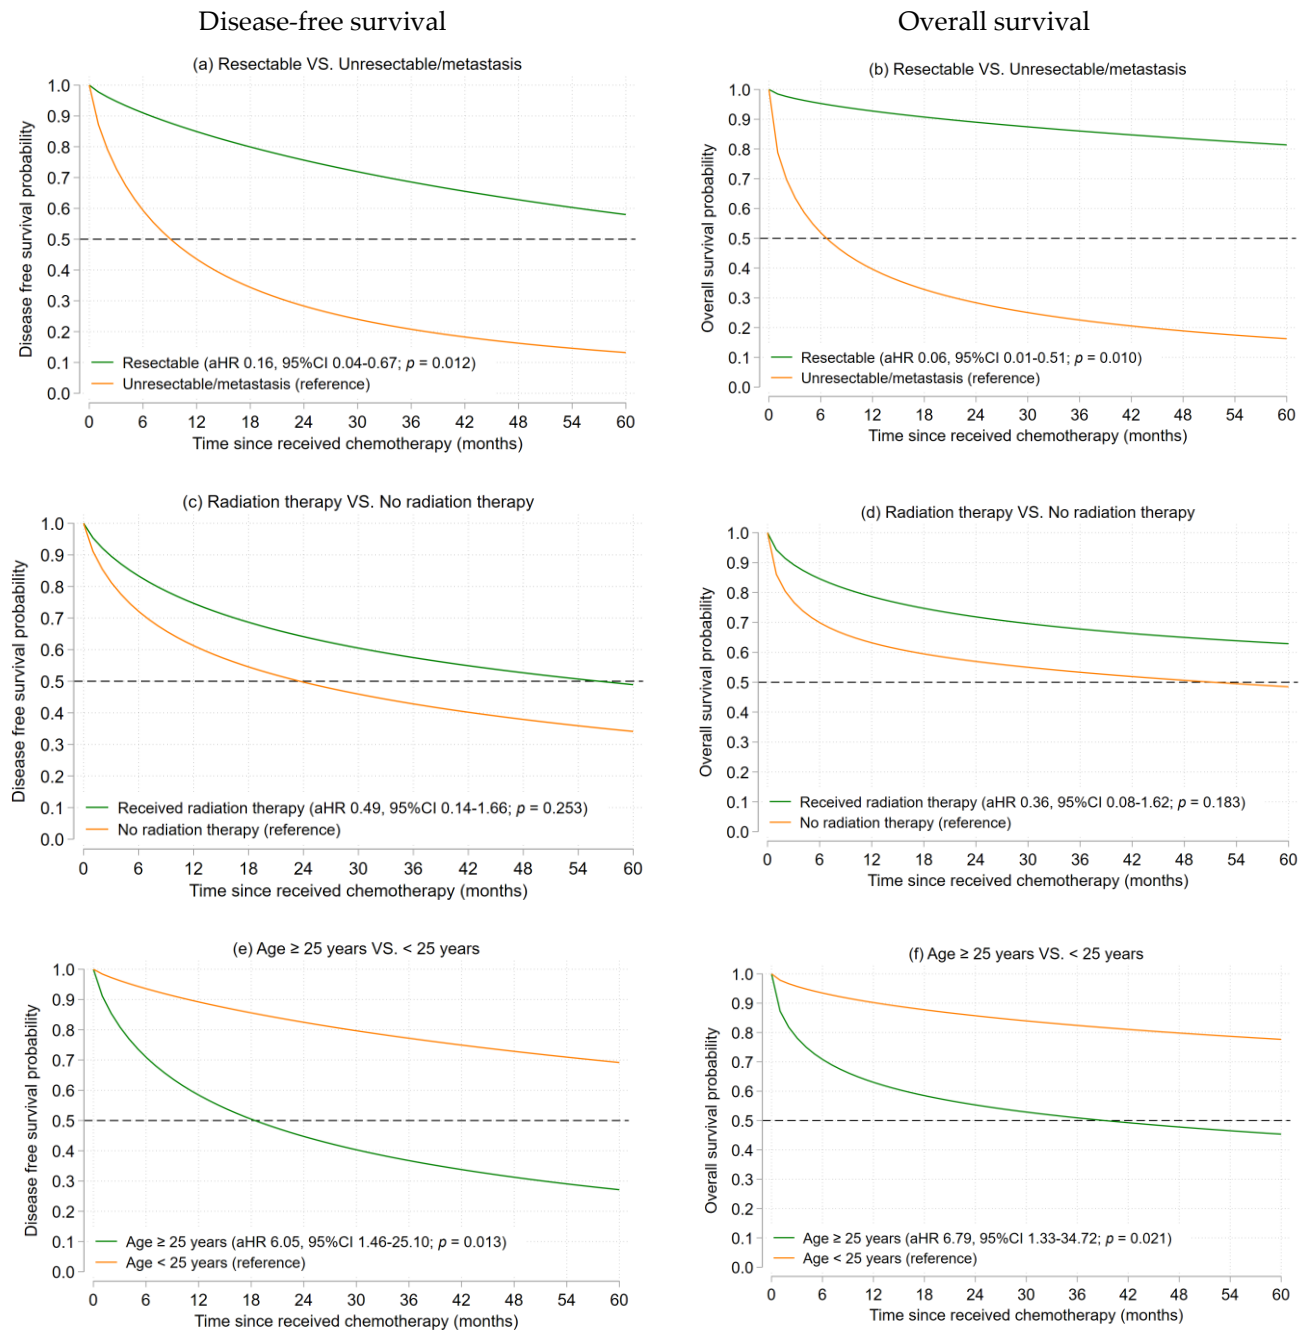 Disease-free survival
Overall survival
(a) Resectable VS. Unresectable/metastasis
Disease free survival probability
1.0
0.9
0.8
0.7
0.6
0.5
0.4
0.3
0.2
0.1
0.0
Resectable (aHR 0.16, 95%CI 0.04-0.67; p = 0.012)
Unresectable/metastasis (reference)
0 6 12 18 24 30 36 42 48 54 60
Time since received chemotherapy (months)
(b) Resectable VS. Unresectable/metastasis
Overall survival probability
1.0
0.9
0.8
0.7
0.6
0.5
0.4
0.3
0.2
0.1
0.0
Resectable (aHR 0.06, 95%CI 0.01-0.51; p = 0.010)
Unresectable/metastasis (reference)
0 6 12 18 24 30 36 42 48 54 60
Time since received chemotherapy (months)
(c) Radiation therapy VS. No radiation therapy
Disease free survival probability
1.0
0.9
0.8
0.7
0.6
0.5
0.4
0.3
0.2
0.1
0.0
Received radiation therapy (aHR 0.49, 95%CI 0.14-1.66; p = 0.253)
No radiation therapy (reference)
0 6 12 18 24 30 36 42 48 54 60
Time since received chemotherapy (months)
(d) Radiation therapy VS. No radiation therapy
Overall survival probability
1.0
0.9
0.8
0.7
0.6
0.5
0.4
0.3
0.2
0.1
0.0
Received radiation therapy (aHR 0.36, 95%CI 0.08-1.62; p = 0.183)
No radiation therapy (reference)
0 6 12 18 24 30 36 42 48 54 60
Time since received chemotherapy (months)
(e) Age ≥ 25 years VS. < 25 years
Disease free survival probability
1.0
0.9
0.8
0.7
0.6
0.5
0.4
0.3
0.2
0.1
0.0
Age ≥ 25 years (aHR 6.05, 95%CI 1.46-25.10; p = 0.013)
Age < 25 years (reference)
0 6 12 18 24 30 36 42 48 54 60
Time since received chemotherapy (months)
(f) Age ≥ 25 years VS. < 25 years
Overall survival probability
1.0
0.9
0.8
0.7
0.6
0.5
0.4
0.3
0.2
0.1
0.0
Age ≥ 25 years (aHR 6.79, 95%CI 1.33-34.72; p = 0.021)
Age < 25 years (reference)
0 6 12 18 24 30 36 42 48 54 60
Time since received chemotherapy (months)